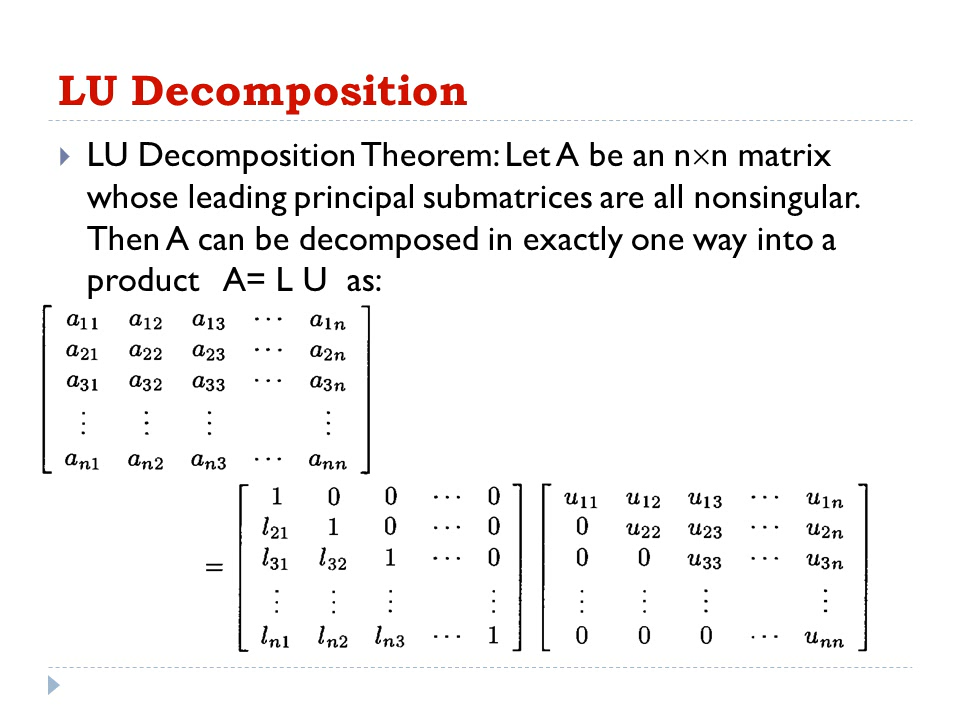 LU Decomposition
LU Decomposition Theorem: Let A be an n×n matrix
whose leading principal submatrices are all nonsingular.
Then A can be decomposed in exactly one way into a
product A= L U as:
a11 a12 a13 ⋯ a1n
a21 a22 a23 ⋯ a2n
a31 a32 a33 ⋯ a3n
⋮ ⋮ ⋮ ⋮
an1 an2 an3 ⋯ ann
1 0 0 ⋯ 0 u11 u12 u13 ⋯ u1n
l21 1 0 ⋯ 0 0 u22 u23 ⋯ u2n
= l31 l32 1 ⋯ 0 0 0 u33 ⋯ u3n
⋮ ⋮ ⋮ ⋮ ⋮ ⋮ ⋮ ⋮
ln1 ln2 ln3 ⋯ 1 0 0 0 ⋯ unn